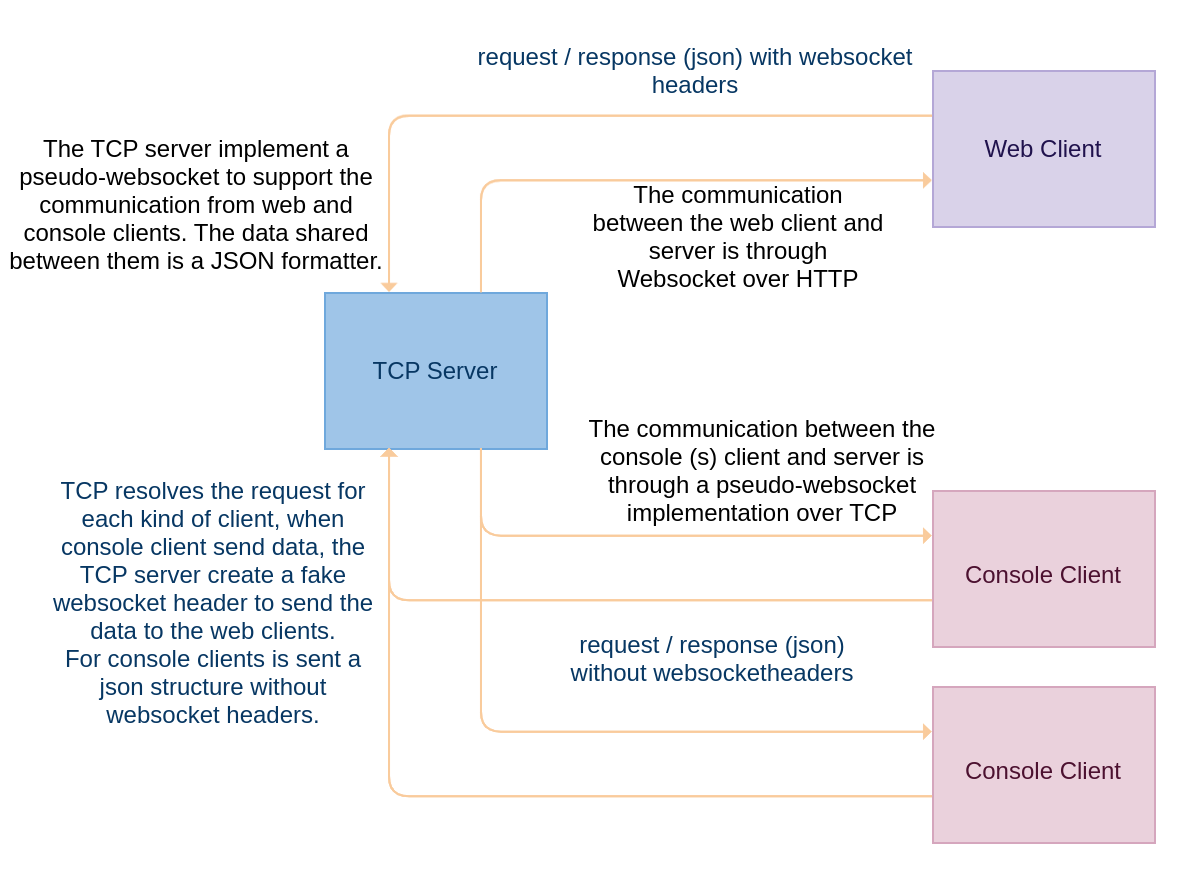 request / response (json) with websocket
headers
Web Client
The TCP server implement a
pseudo-websocket to support the
communication from web and
console clients. The data shared
between them is a JSON formatter.
The communication
between the web client and
server is through
Websocket over HTTP
TCP Server
The communication between the
console (s) client and server is
through a pseudo-websocket
implementation over TCP
TCP resolves the request for
each kind of client, when
console client send data, the
TCP server create a fake
websocket header to send the
data to the web clients.
For console clients is sent a
json structure without
websocket headers.
Console Client
request / response (json)
without websocketheaders
Console Client